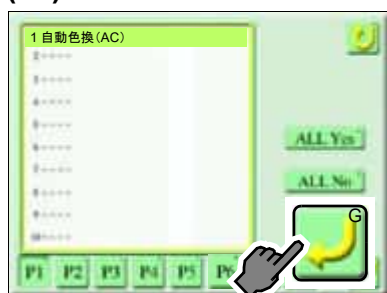 1 自動色換（AC）
2----
3----
4----
5----
6----
7----
8----
9----
10----
ALL Yes
ALL No
G
P1 P2 P3 P4 P5 P6